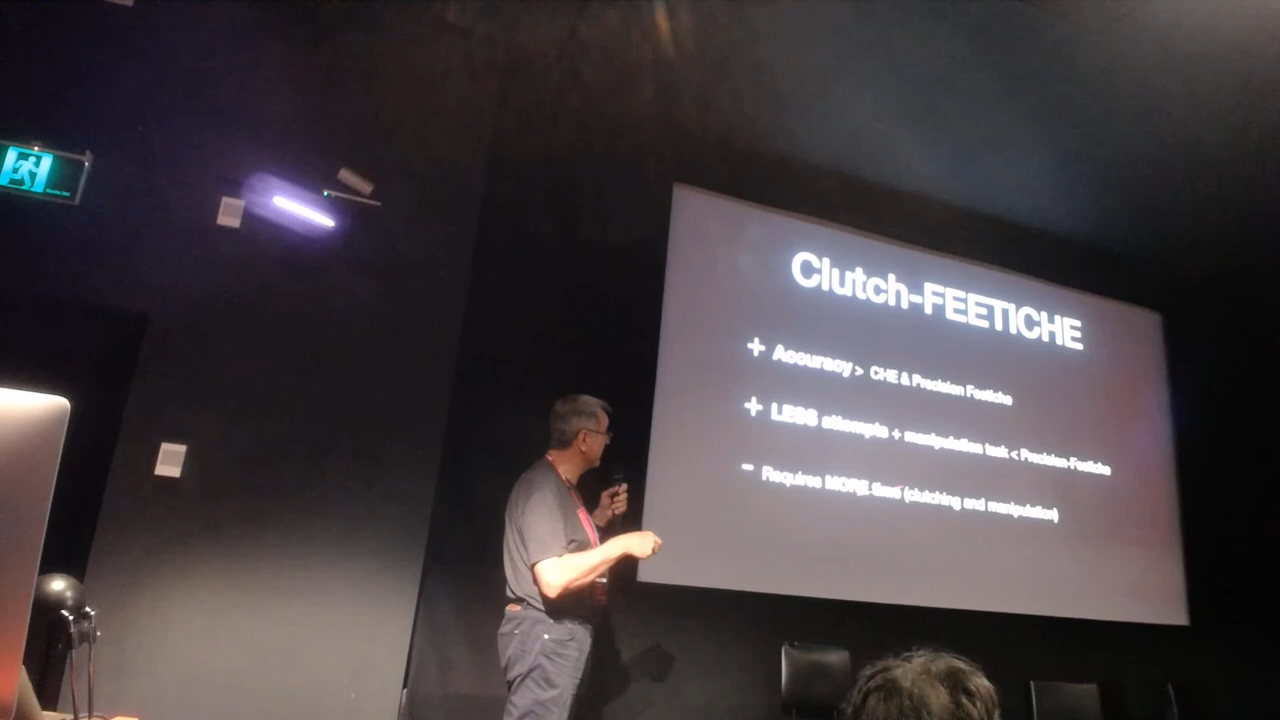 Clutch-FEETICHE
+ Accuracy > CHE & Precision Feetiche
+ LESS attempts + manipulation task < Precision-Feetiche
- Requires MORE time (clutching and manipulation)